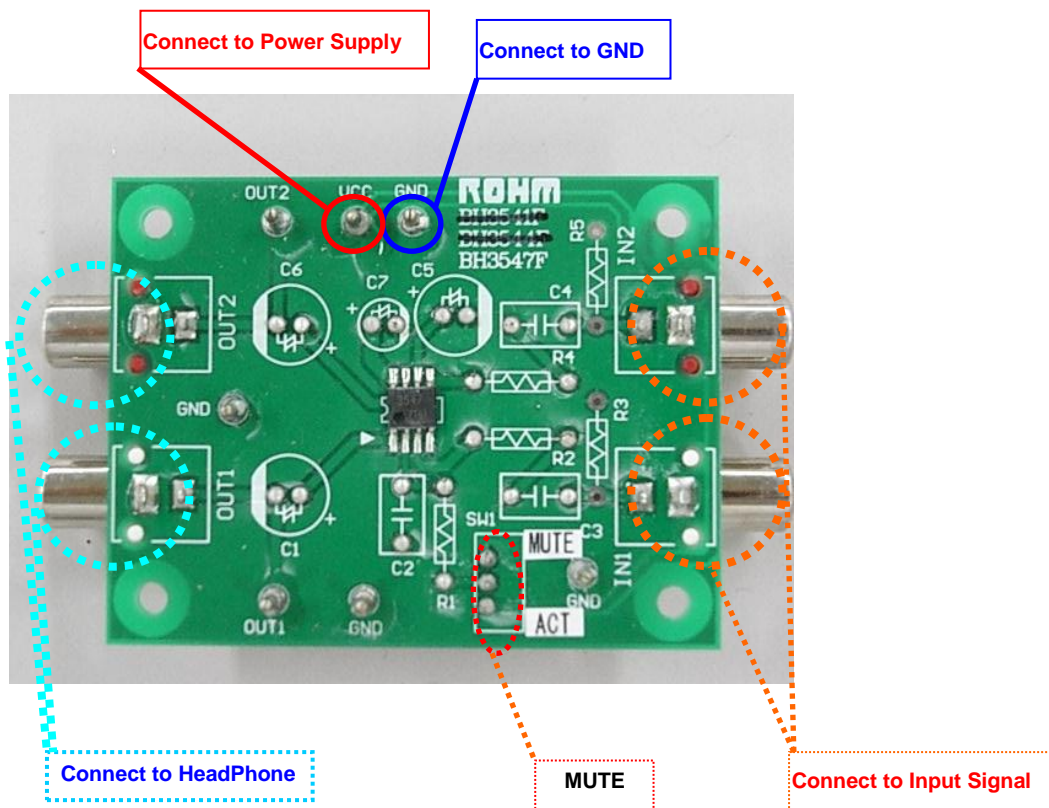 Connect to Power Supply
Connect to GND
OUT2
VCC
GND
ROHM
BH3541F
BH3544F
BH3547F
R5
IN2
C6
C7
C5
C4
OUT2
R4
GND
R3
R2
OUT1
C1
C2
R1
SW1
MUTE
C3
IN1
GND
ACT
OUT1
GND
Connect to HeadPhone
MUTE
Connect to Input Signal